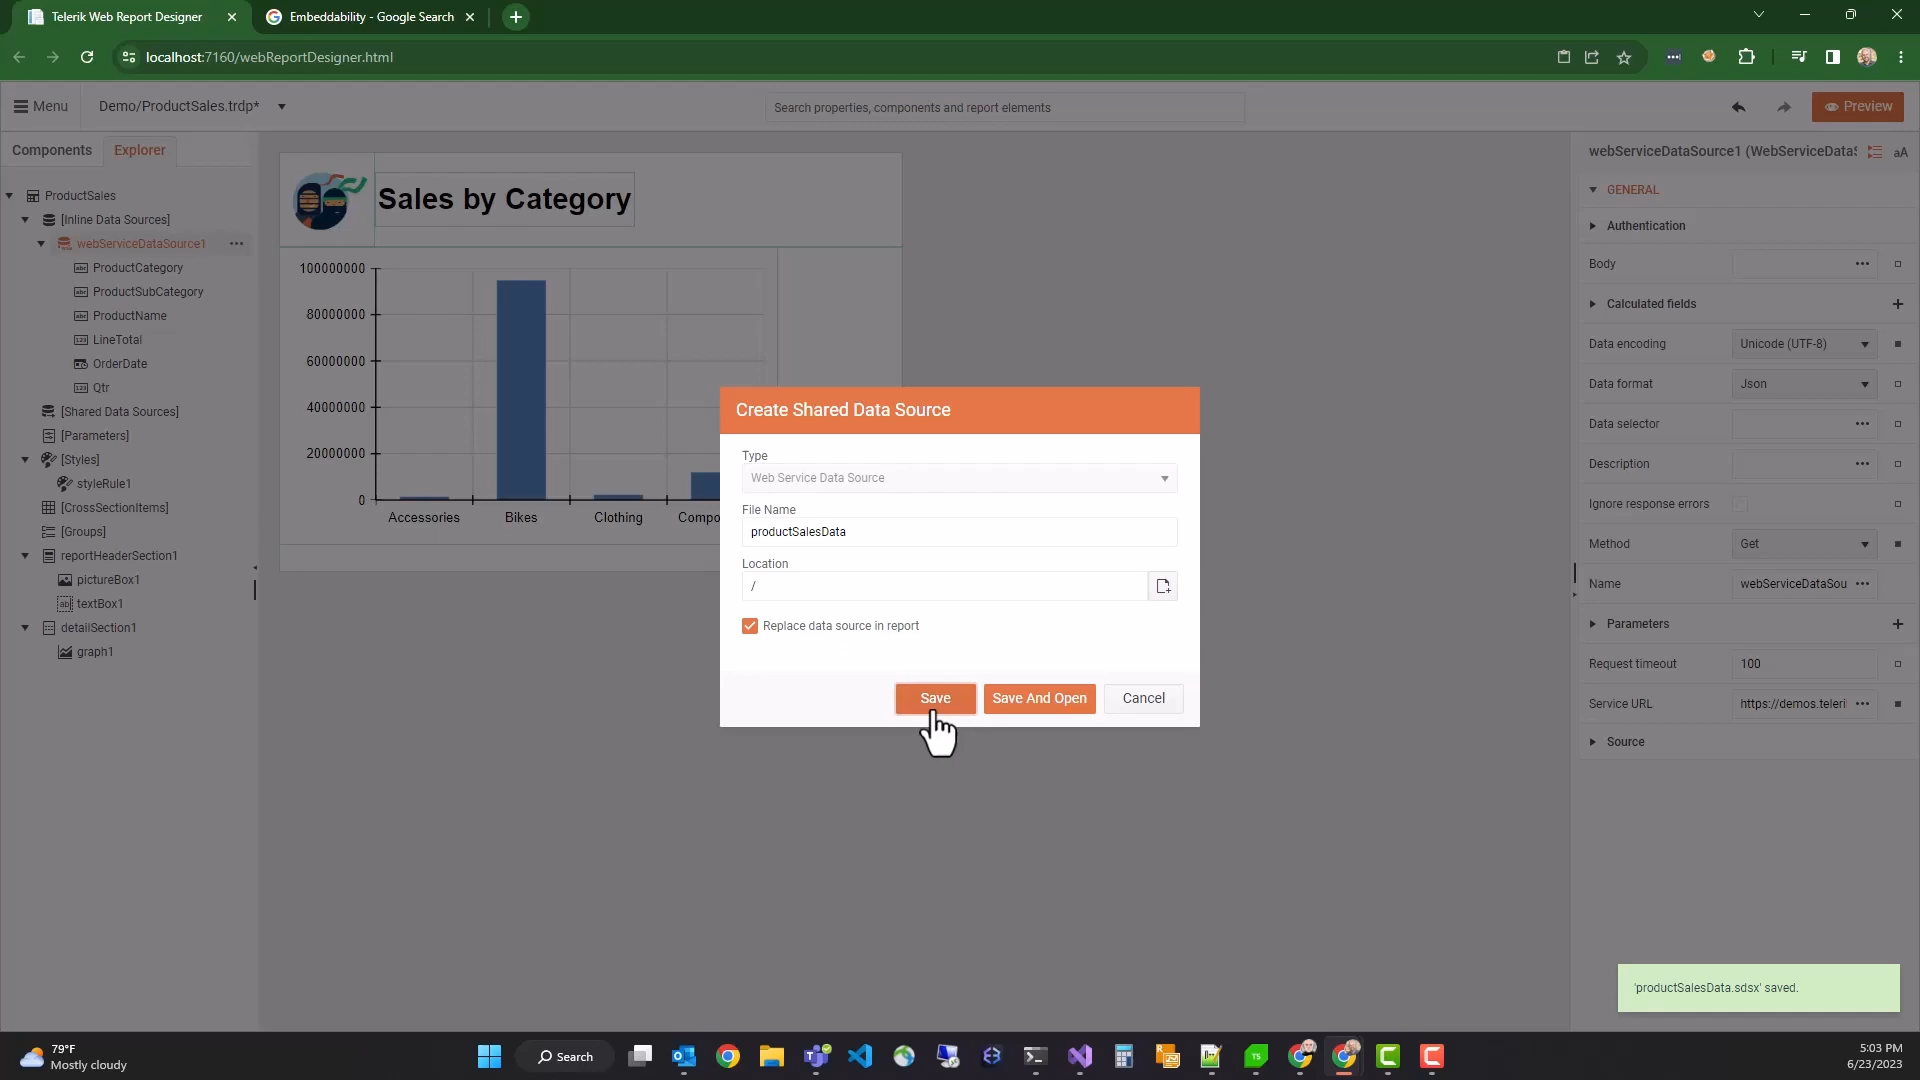 Telerik Web Report Designer
Embeddability - Google Search
localhost:7160/webReportDesigner.html
Menu
Demo/ProductSales.trdp*
Search properties, components and report elements
Preview
Components
Explorer
webServiceDataSource1 (WebServiceDataS
aA
ProductSales
[Inline Data Sources]
webServiceDataSource1
ProductCategory
ProductSubCategory
ProductName
LineTotal
OrderDate
Qtr
[Shared Data Sources]
[Parameters]
[Styles]
styleRule1
[CrossSectionItems]
[Groups]
reportHeaderSection1
pictureBox1
textBox1
detailSection1
graph1
Sales by Category
100000000
80000000
60000000
40000000
20000000
0
Accessories
Bikes
Clothing
Compo
Create Shared Data Source
Type
Web Service Data Source
File Name
productSalesData
Location
/
Replace data source in report
Save
Save And Open
Cancel
GENERAL
Authentication
Body
Calculated fields
Data encoding
Unicode (UTF-8)
Data format
Json
Data selector
Description
Ignore response errors
Method
Get
Name
webServiceDataSou
Parameters
Request timeout
100
Service URL
https://demos.teleri
Source
'productSalesData.sdsx' saved.
79°F
Mostly cloudy
Search
5:03 PM
6/23/2023